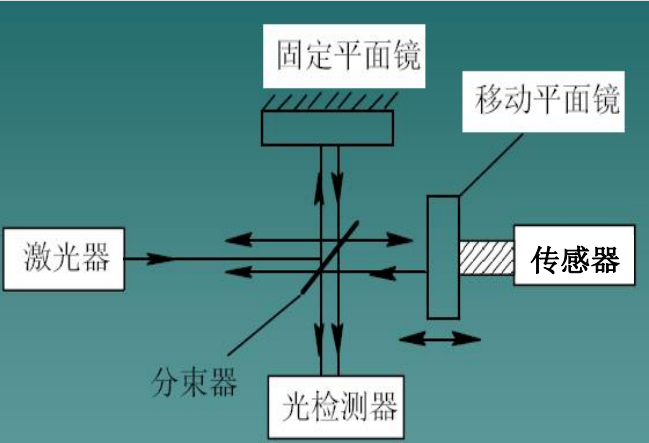 固定平面镜
移动平面镜
激光器
传感器
分束器
光检测器